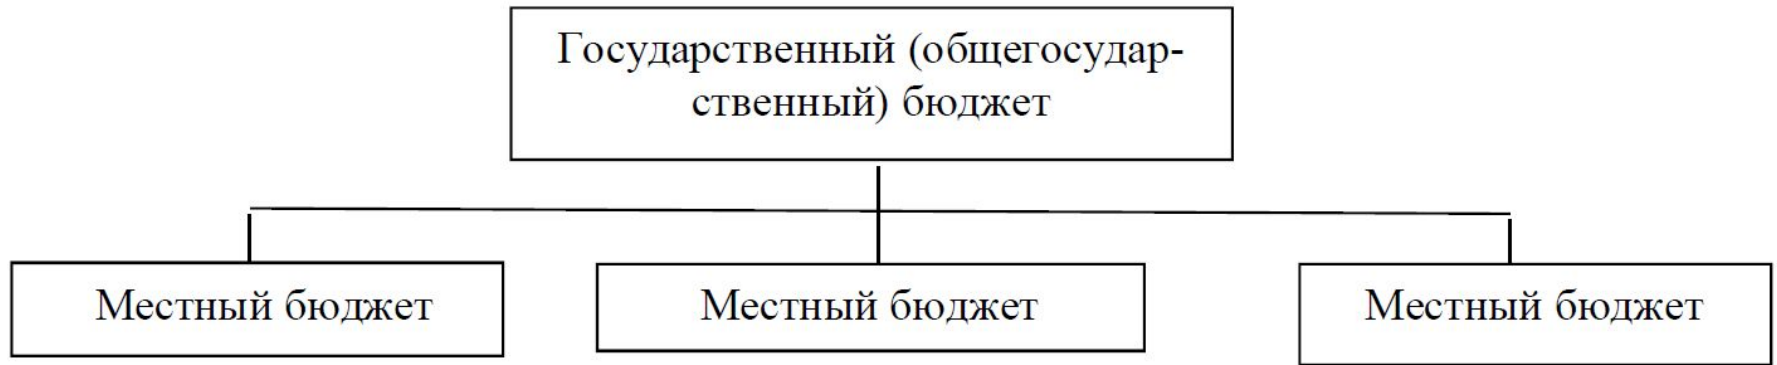 Государственный (общегосудар-
ственный) бюджет
Местный бюджет
Местный бюджет
Местный бюджет